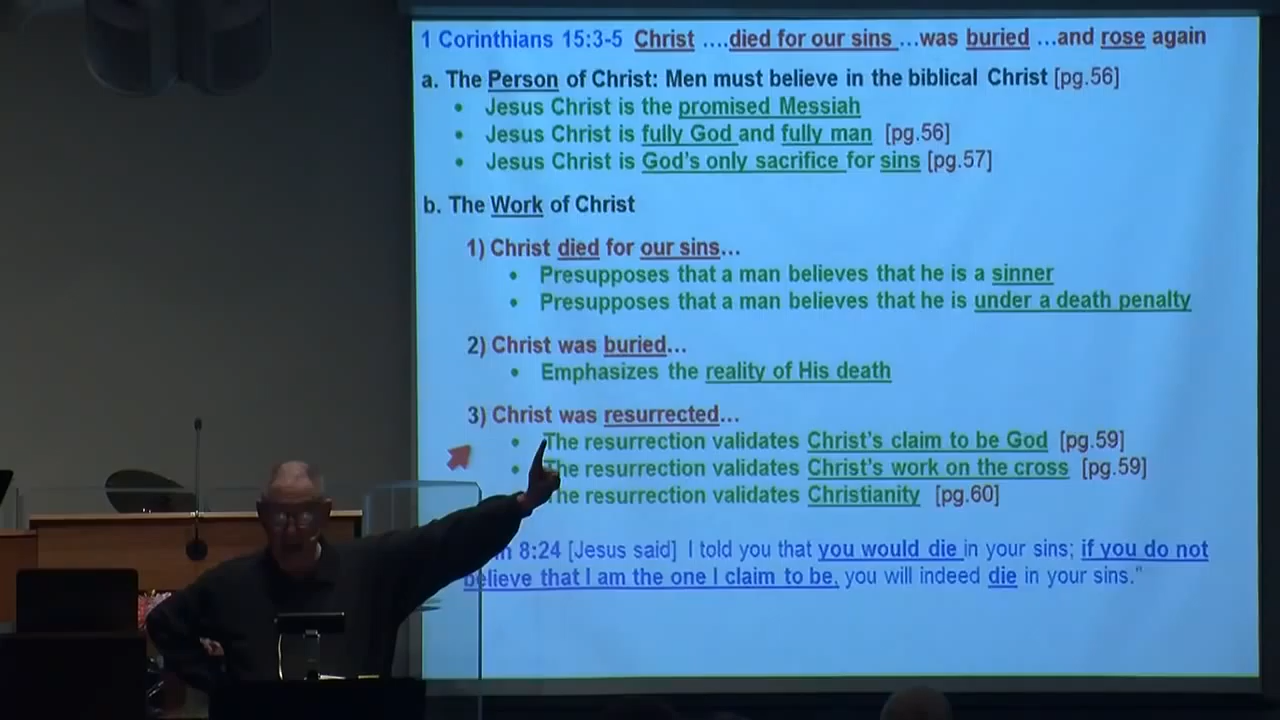 1 Corinthians 15:3-5 Christ ....died for our sins ...was buried ...and rose again
a. The Person of Christ: Men must believe in the biblical Christ [pg.56]
• Jesus Christ is the promised Messiah
• Jesus Christ is fully God and fully man [pg.56]
• Jesus Christ is God's only sacrifice for sins [pg.57]
b. The Work of Christ
1) Christ died for our sins...
• Presupposes that a man believes that he is a sinner
• Presupposes that a man believes that he is under a death penalty
2) Christ was buried...
• Emphasizes the reality of His death
3) Christ was resurrected...
• The resurrection validates Christ's claim to be God [pg.59]
• The resurrection validates Christ's work on the cross [pg.59]
he resurrection validates Christianity [pg.60]
8:24 [Jesus said] I told you that you would die in your sins; if you do not
believe that I am the one I claim to be, you will indeed die in your sins."